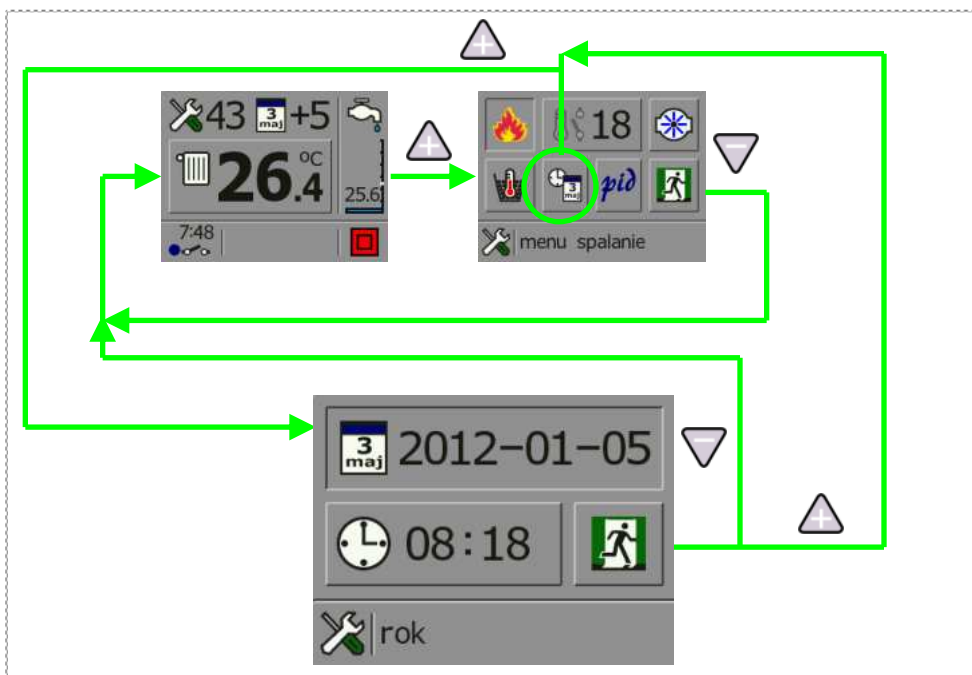 43 3 maj +5
26.4 °C
25.6
7:48
18
3 maj
pid
menu spalanie
3 maj 2012-01-05
08:18
rok